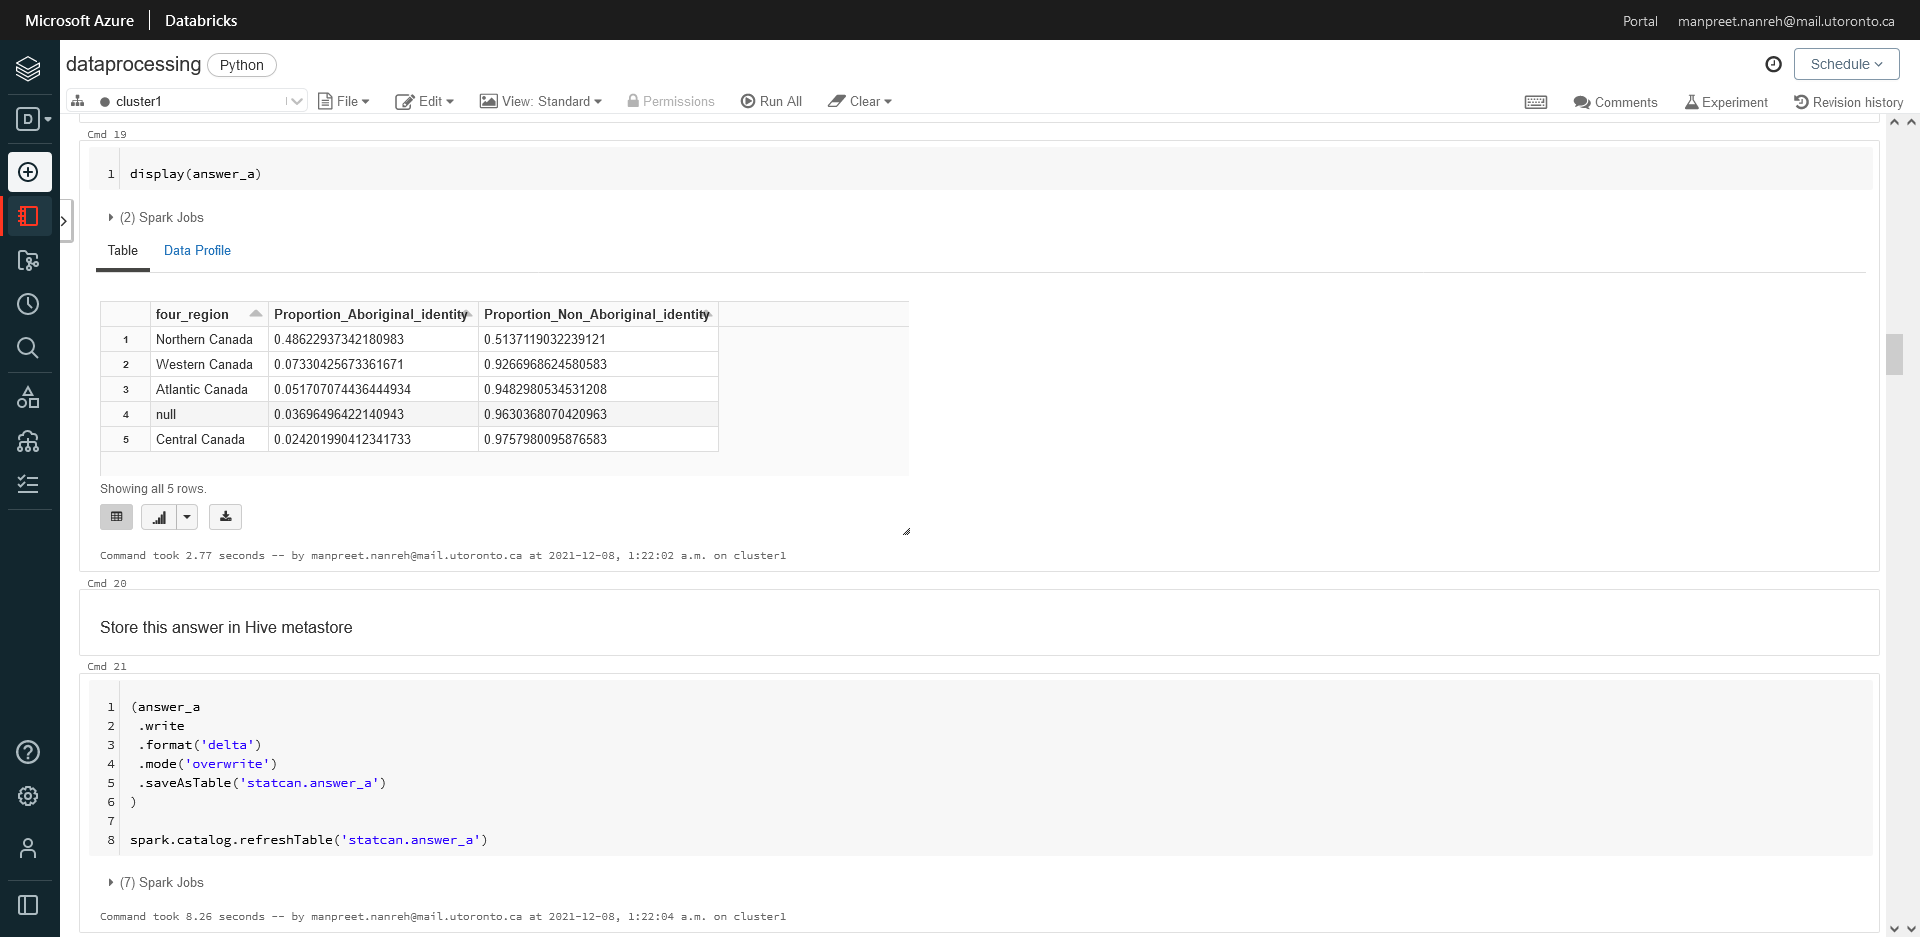 Microsoft Azure | Databricks
Portal manpreet.nanreh@mail.utoronto.ca
dataprocessing Python
Schedule
cluster1 File Edit View: Standard Permissions Run All Clear
Comments Experiment Revision history
D
Cmd 19
1 display(answer_a)
(2) Spark Jobs
Table Data Profile
four_region Proportion_Aboriginal_identity Proportion_Non_Aboriginal_identity
1 Northern Canada 0.48622937342180983 0.5137119032239121
2 Western Canada 0.07330425673361671 0.9266968624580583
3 Atlantic Canada 0.051707074436444934 0.9482980534531208
4 null 0.03696496422140943 0.9630368070420963
5 Central Canada 0.024201990412341733 0.9757980095876583
Showing all 5 rows.
Command took 2.77 seconds -- by manpreet.nanreh@mail.utoronto.ca at 2021-12-08, 1:22:02 a.m. on cluster1
Cmd 20
Store this answer in Hive metastore
Cmd 21
1 (answer_a
2 .write
3 .format('delta')
4 .mode('overwrite')
5 .saveAsTable('statcan.answer_a')
6 )
7
8 spark.catalog.refreshTable('statcan.answer_a')
(7) Spark Jobs
Command took 8.26 seconds -- by manpreet.nanreh@mail.utoronto.ca at 2021-12-08, 1:22:04 a.m. on cluster1